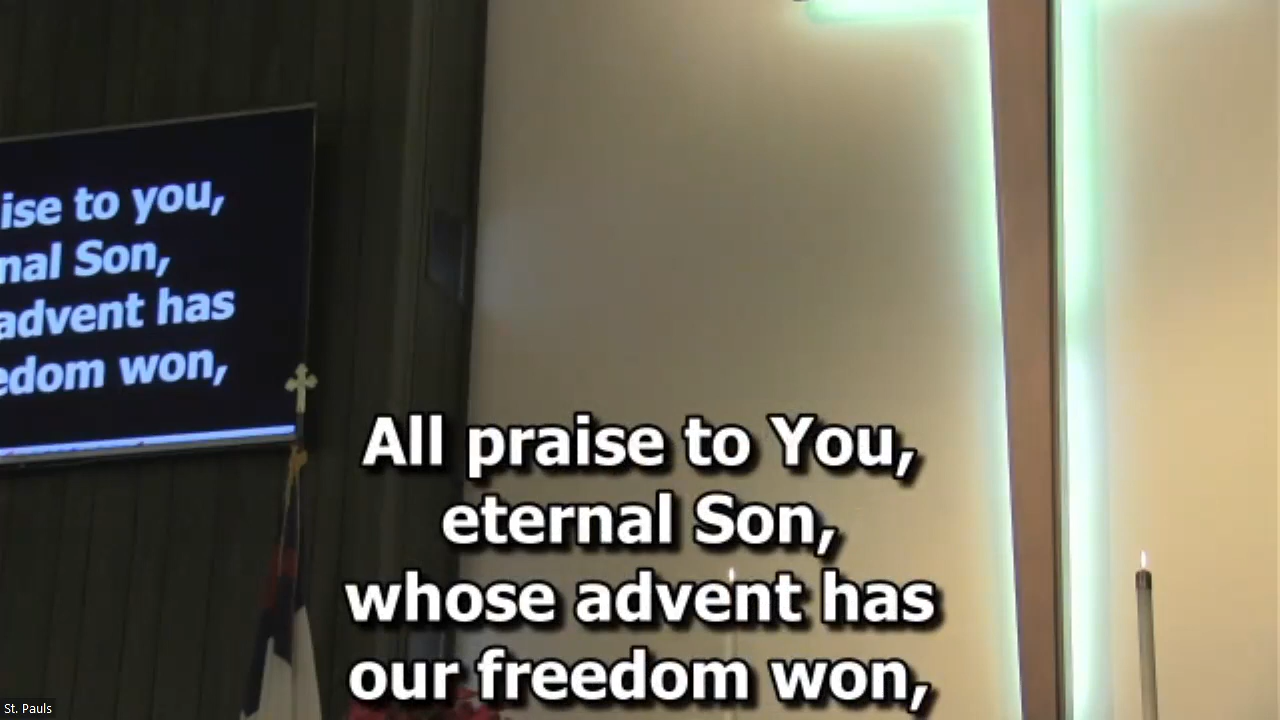 ise to you,
nal Son,
advent has
edom won,
All praise to You,
eternal Son,
whose advent has
our freedom won,
St. Pauls